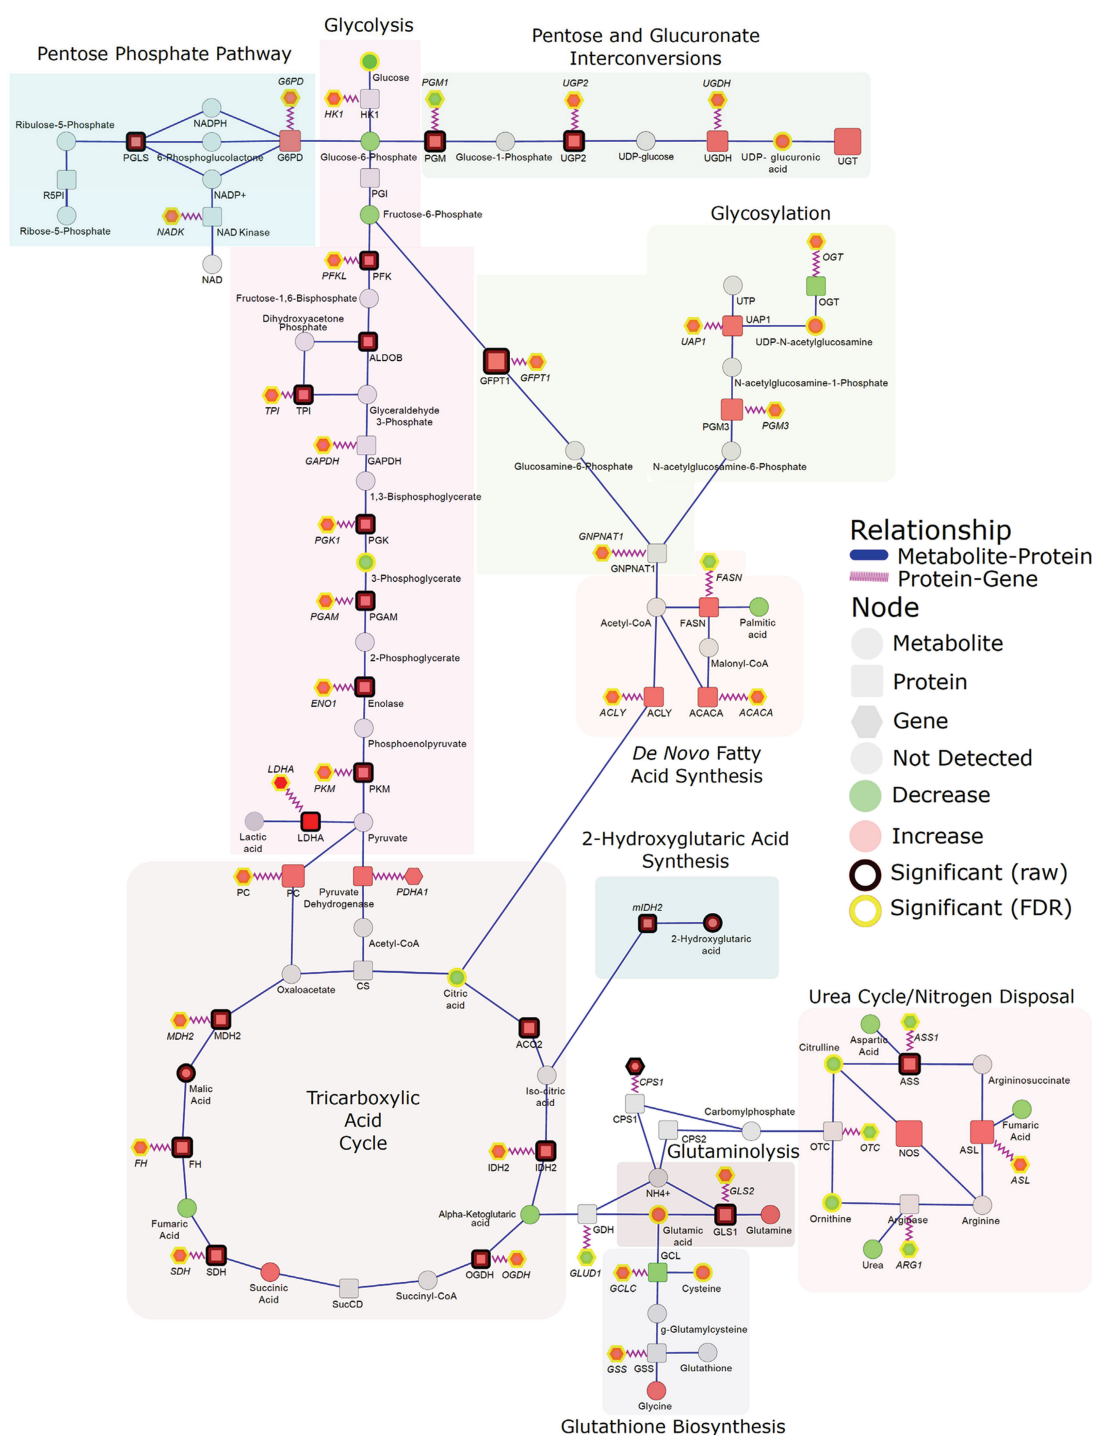 Glycolysis
Pentose Phosphate Pathway
Pentose and Glucuronate
Interconversions
G6PD
Glucose
PGM1
UGP2
UGDH
HK1
HK1
Ribulose-5-Phosphate
NADPH
PGLS
6-Phosphoglucolactone
G6PD
Glucose-6-Phosphate
PGM
Glucose-1-Phosphate
UGP2
UDP-glucose
UGDH
UDP- glucuronic
acid
UGT
R5PI
NADP+
PGI
Ribose-5-Phosphate
NADK
NAD Kinase
Fructose-6-Phosphate
Glycosylation
NAD
PFKL
PFK
OGT
Fructose-1,6-Bisphosphate
UTP
OGT
Dihydroxyacetone
Phosphate
UAP1
UAP1
UDP-N-acetylglucosamine
ALDOB
GFPT1
GFPT1
N-acetylglucosamine-1-Phosphate
TPI
TPI
Glyceraldehyde
3-Phosphate
PGM3
PGM3
GAPDH
GAPDH
Glucosamine-6-Phosphate
N-acetylglucosamine-6-Phosphate
1,3-Bisphosphoglycerate
PGK1
PGK
GNPNAT1
GNPNAT1
3-Phosphoglycerate
FASN
PGAM
PGAM
Acetyl-CoA
FASN
Palmitic
acid
2-Phosphoglycerate
Malonyl-CoA
ENO1
Enolase
ACLY
ACLY
ACACA
ACACA
Phosphoenolpyruvate
De Novo Fatty
Acid Synthesis
LDHA
PKM
PKM
Lactic
acid
LDHA
Pyruvate
Relationship
Metabolite-Protein
Protein-Gene
Node
Metabolite
Protein
Gene
Not Detected
Decrease
Increase
Significant (raw)
Significant (FDR)
2-Hydroxyglutaric Acid
Synthesis
PC
PC
Pyruvate
Dehydrogenase
PDHA1
mIDH2
2-Hydroxyglutaric
acid
Acetyl-CoA
Oxaloacetate
CS
Citric
acid
Urea Cycle/Nitrogen Disposal
MDH2
MDH2
ACO2
Aspartic
Acid
ASS1
Citrulline
ASS
Argininosuccinate
Malic
Acid
Tricarboxylic
Acid
Cycle
Iso-citric
acid
CPS1
CPS1
CPS2
Carbomylphosphate
Fumaric
Acid
OTC
OTC
NOS
ASL
ASL
FH
FH
IDH2
IDH2
Glutaminolysis
NH4+
GLS2
Fumaric
Acid
Alpha-Ketoglutaric
acid
GDH
Glutamic
acid
GLS1
Glutamine
Ornithine
Arginase
Arginine
SDH
SDH
OGDH
OGDH
GLUD1
GCL
Urea
ARG1
Succinic
Acid
SucCD
Succinyl-CoA
GCLC
Cysteine
g-Glutamylcysteine
GSS
GSS
Glutathione
Glycine
Glutathione Biosynthesis